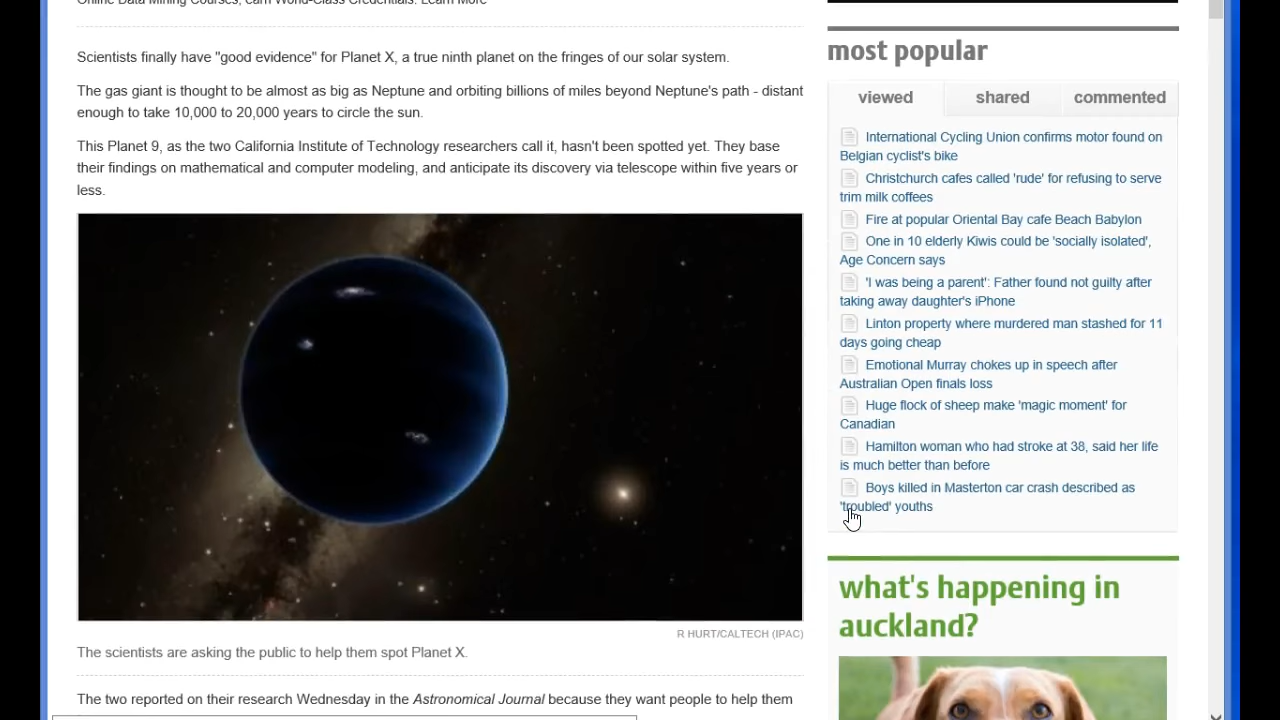 Online Data Mining Courses, earn World-Class Credentials. Learn More
Scientists finally have "good evidence" for Planet X, a true ninth planet on the fringes of our solar system.
The gas giant is thought to be almost as big as Neptune and orbiting billions of miles beyond Neptune's path - distant
enough to take 10,000 to 20,000 years to circle the sun.
This Planet 9, as the two California Institute of Technology researchers call it, hasn't been spotted yet. They base
their findings on mathematical and computer modeling, and anticipate its discovery via telescope within five years or
less.
R HURT/CALTECH (IPAC)
The scientists are asking the public to help them spot Planet X.
The two reported on their research Wednesday in the Astronomical Journal because they want people to help them
most popular
viewed
shared
commented
International Cycling Union confirms motor found on
Belgian cyclist's bike
Christchurch cafes called 'rude' for refusing to serve
trim milk coffees
Fire at popular Oriental Bay cafe Beach Babylon
One in 10 elderly Kiwis could be 'socially isolated',
Age Concern says
'I was being a parent': Father found not guilty after
taking away daughter's iPhone
Linton property where murdered man stashed for 11
days going cheap
Emotional Murray chokes up in speech after
Australian Open finals loss
Huge flock of sheep make 'magic moment' for
Canadian
Hamilton woman who had stroke at 38, said her life
is much better than before
Boys killed in Masterton car crash described as
'troubled' youths
what's happening in
auckland?